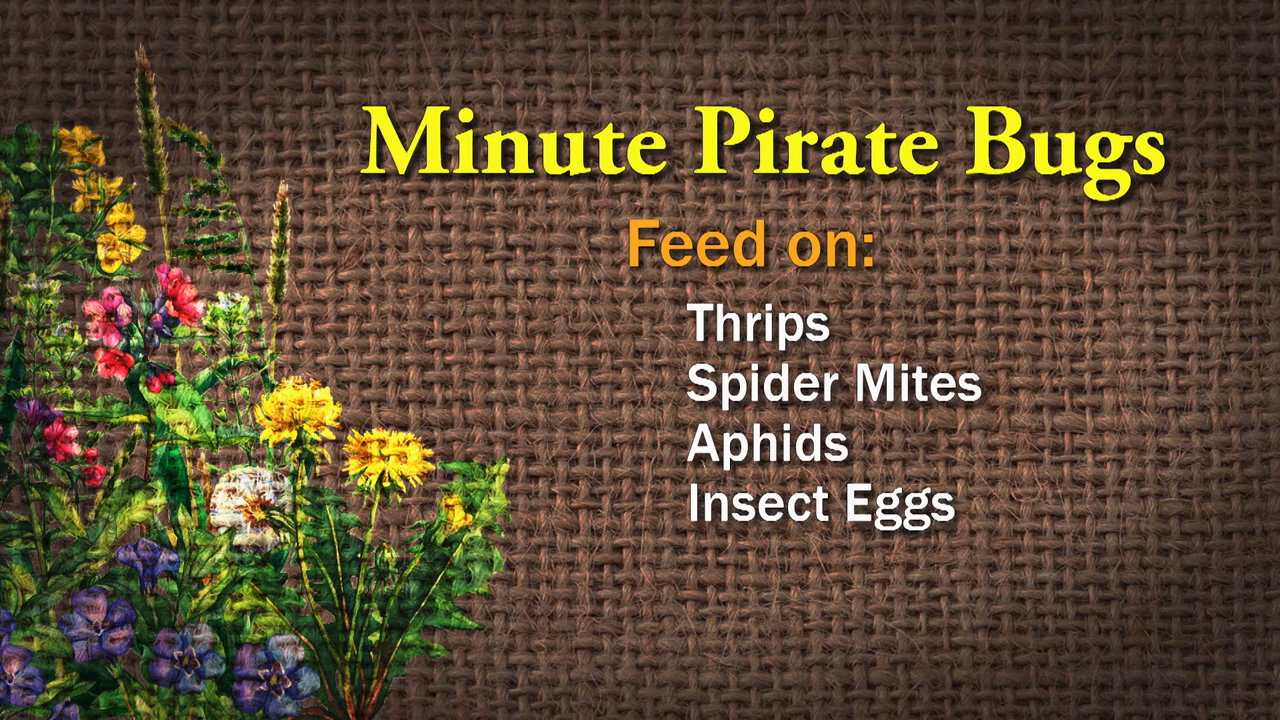 Minute Pirate Bugs
Feed on:
Thrips
Spider Mites
Aphids
Insect Eggs